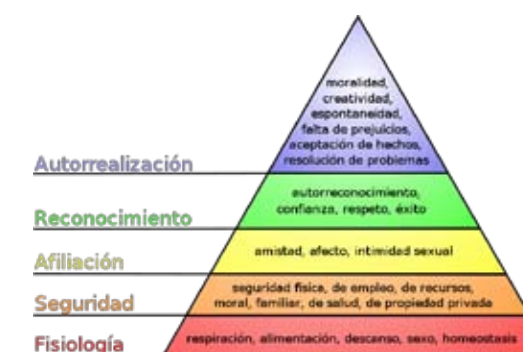 moralidad,
creatividad,
espontaneidad,
falta de prejuicios,
aceptación de hechos,
resolución de problemas
Autorrealización
autorreconocimiento,
confianza, respeto, éxito
Reconocimiento
amistad, afecto, intimidad sexual
Afiliación
seguridad física, de empleo, de recursos,
moral, familiar, de salud, de propiedad privada
Seguridad
respiración, alimentación, descanso, sexo, homeostasis
Fisiología